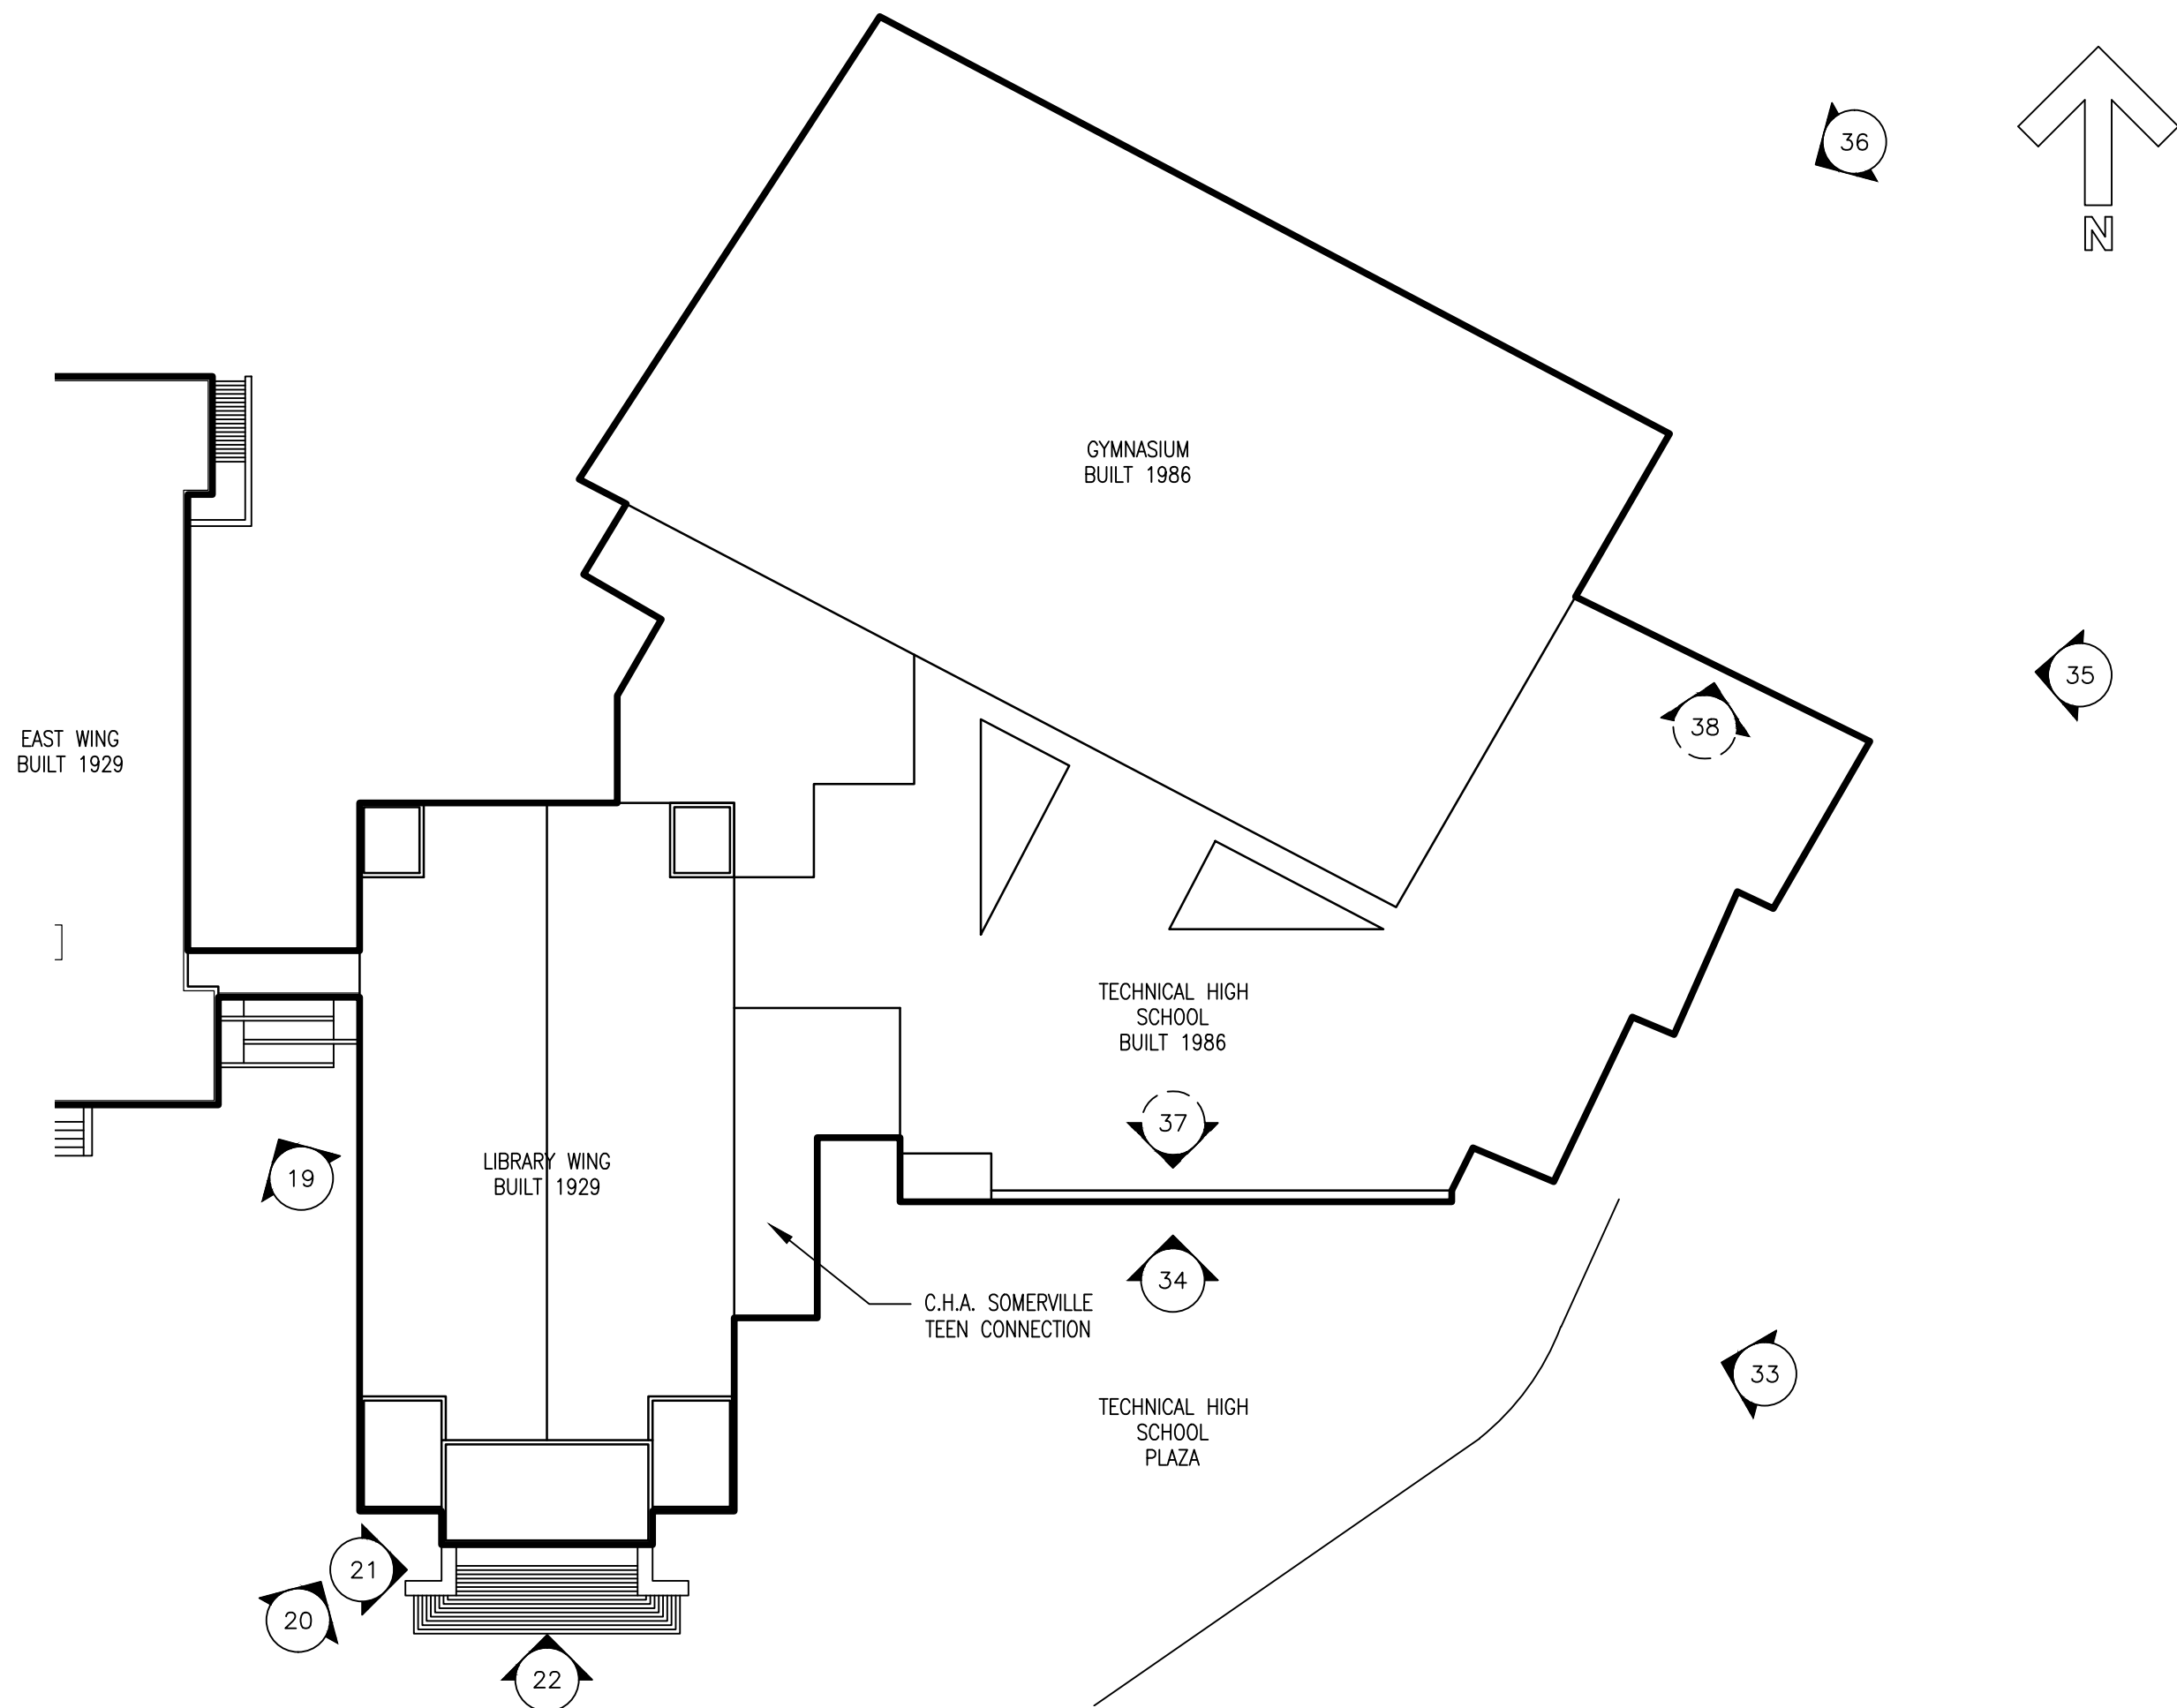 36
N
GYMNASIUM
BUILT 1986
35
38
EAST WING
BUILT 1929
TECHNICAL HIGH
SCHOOL
BUILT 1986
37
19
LIBRARY WING
BUILT 1929
34
C.H.A. SOMERVILLE
TEEN CONNECTION
33
TECHNICAL HIGH
SCHOOL
PLAZA
21
20
22